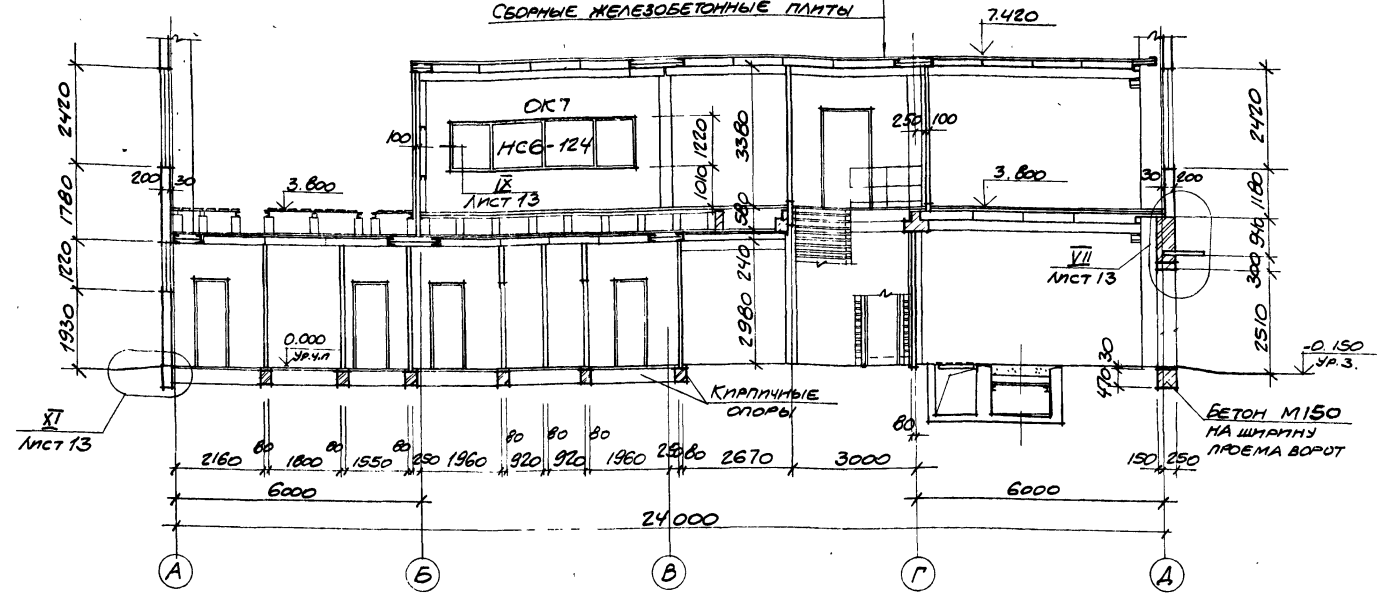 СБОРНЫЕ ЖЕЛЕЗОБЕТОННЫЕ ПЛИТЫ
7.420
2420
1780
1220
1930
200
30
3.800
100
ОК7
НС6-124
IX
ЛИСТ 13
1220
1010
3380
580
240
2980
250
100
3.800
30
200
2420
1180
940
300
2510
VII
ЛИСТ 13
0.000
УР.Ч.П
-0.150
УР.З.
30
470
XI
ЛИСТ 13
КИРПИЧНЫЕ
ОПОРЫ
БЕТОН М150
НА ШИРИНУ
ПРОЕМА ВОРОТ
2160
80
1800
80
1550
80
250
1960
80
920
80
920
80
1960
250
80
2670
3000
80
150
250
6000
6000
24000
А
Б
В
Г
Д